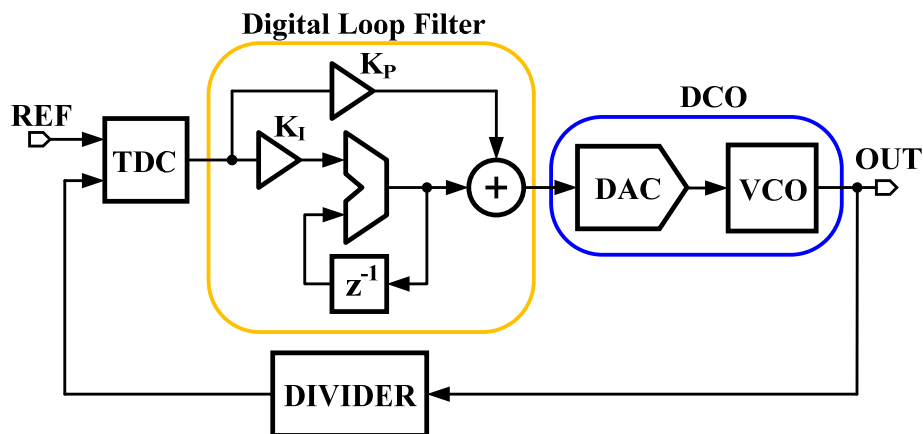 Digital Loop Filter
K_P
DCO
REF
K_I
OUT
TDC
+
DAC
VCO
z^-1
DIVIDER